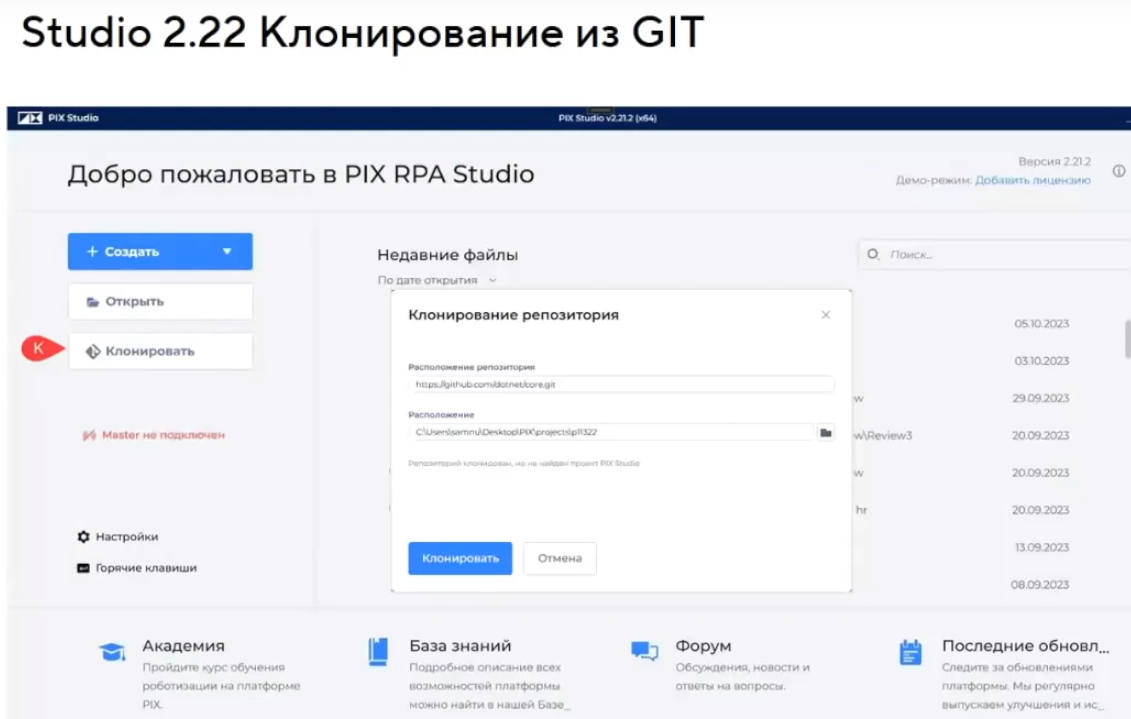 Studio 2.22 Клонирование из GIT
PIX Studio
PIX Studio v2.21.2 (x64)
Добро пожаловать в PIX RPA Studio
Версия 2.21.2
Демо-режим: Добавить лицензию
Создать
Открыть
K
Клонировать
Master не подключен
Настройки
Горячие клавиши
Недавние файлы
По дате открытия
Поиск...
Клонирование репозитория
Расположение репозитория
https://github.com/dotnet/core.git
Расположение
C:\Users\samnu\Desktop\PIX\projects\p11322
Репозиторий клонирован, но не найден проект PIX Studio
Клонировать
Отмена
05.10.2023
03.10.2023
w
29.09.2023
w\Review3
20.09.2023
w
20.09.2023
hr
20.09.2023
13.09.2023
08.09.2023
Академия
Пройдите курс обучения
роботизации на платформе
PIX.
База знаний
Подробное описание всех
возможностей платформы
можно найти в нашей Базе...
Форум
Обсуждения, новости и
ответы на вопросы.
Последние обновл...
Следите за обновлениями
платформы. Мы регулярно
выпускаем улучшения и ис...